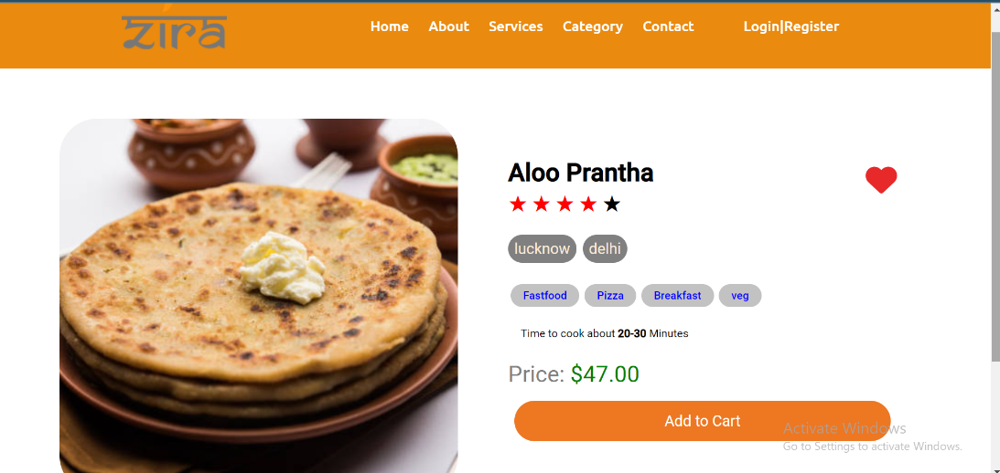 zira
Home About Services Category Contact Login|Register
Aloo Prantha
lucknow delhi
Fastfood Pizza Breakfast veg
Time to cook about 20-30 Minutes
Price: $47.00
Add to Cart
Activate Windows
Go to Settings to activate Windows.